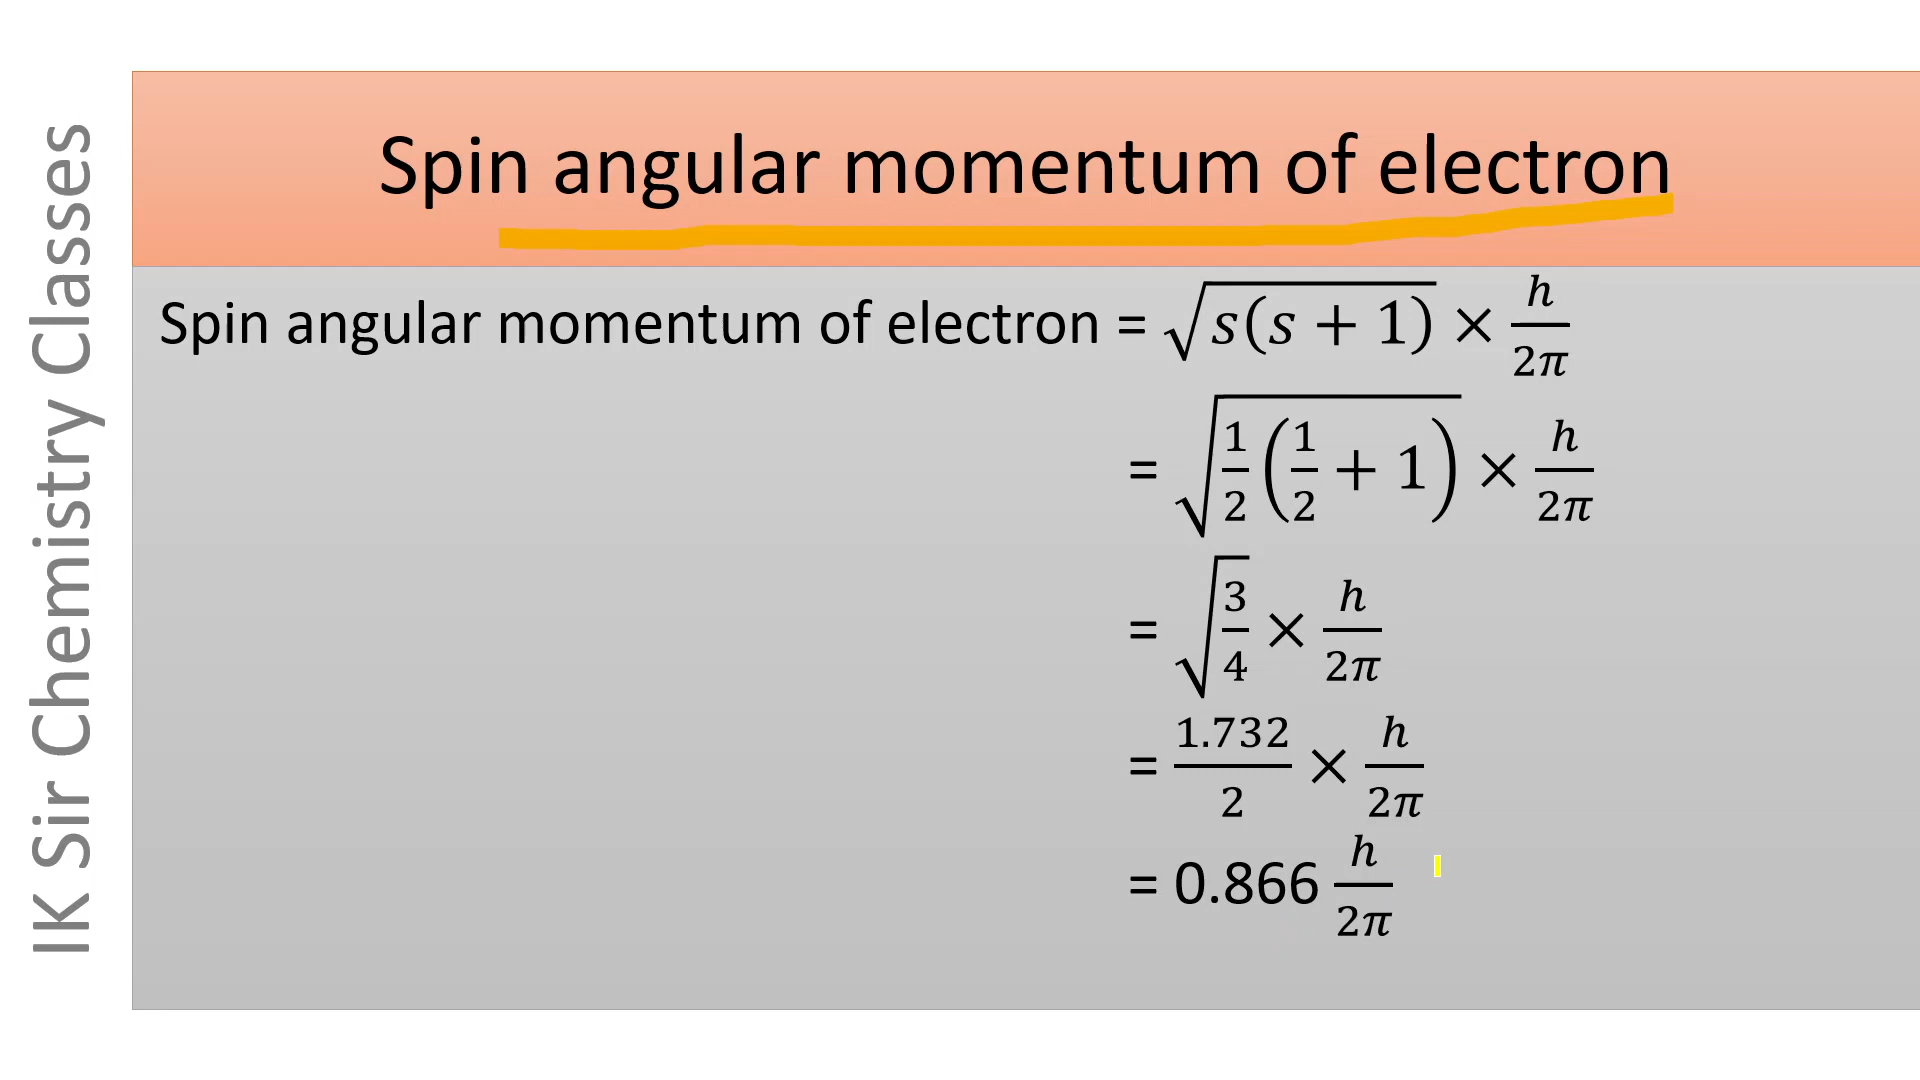 IK Sir Chemistry Classes
Spin angular momentum of electron
Spin angular momentum of electron = √(s(s + 1)) × h/2π
= √(1/2(1/2 + 1)) × h/2π
= √(3/4) × h/2π
= 1.732/2 × h/2π
= 0.866 h/2π